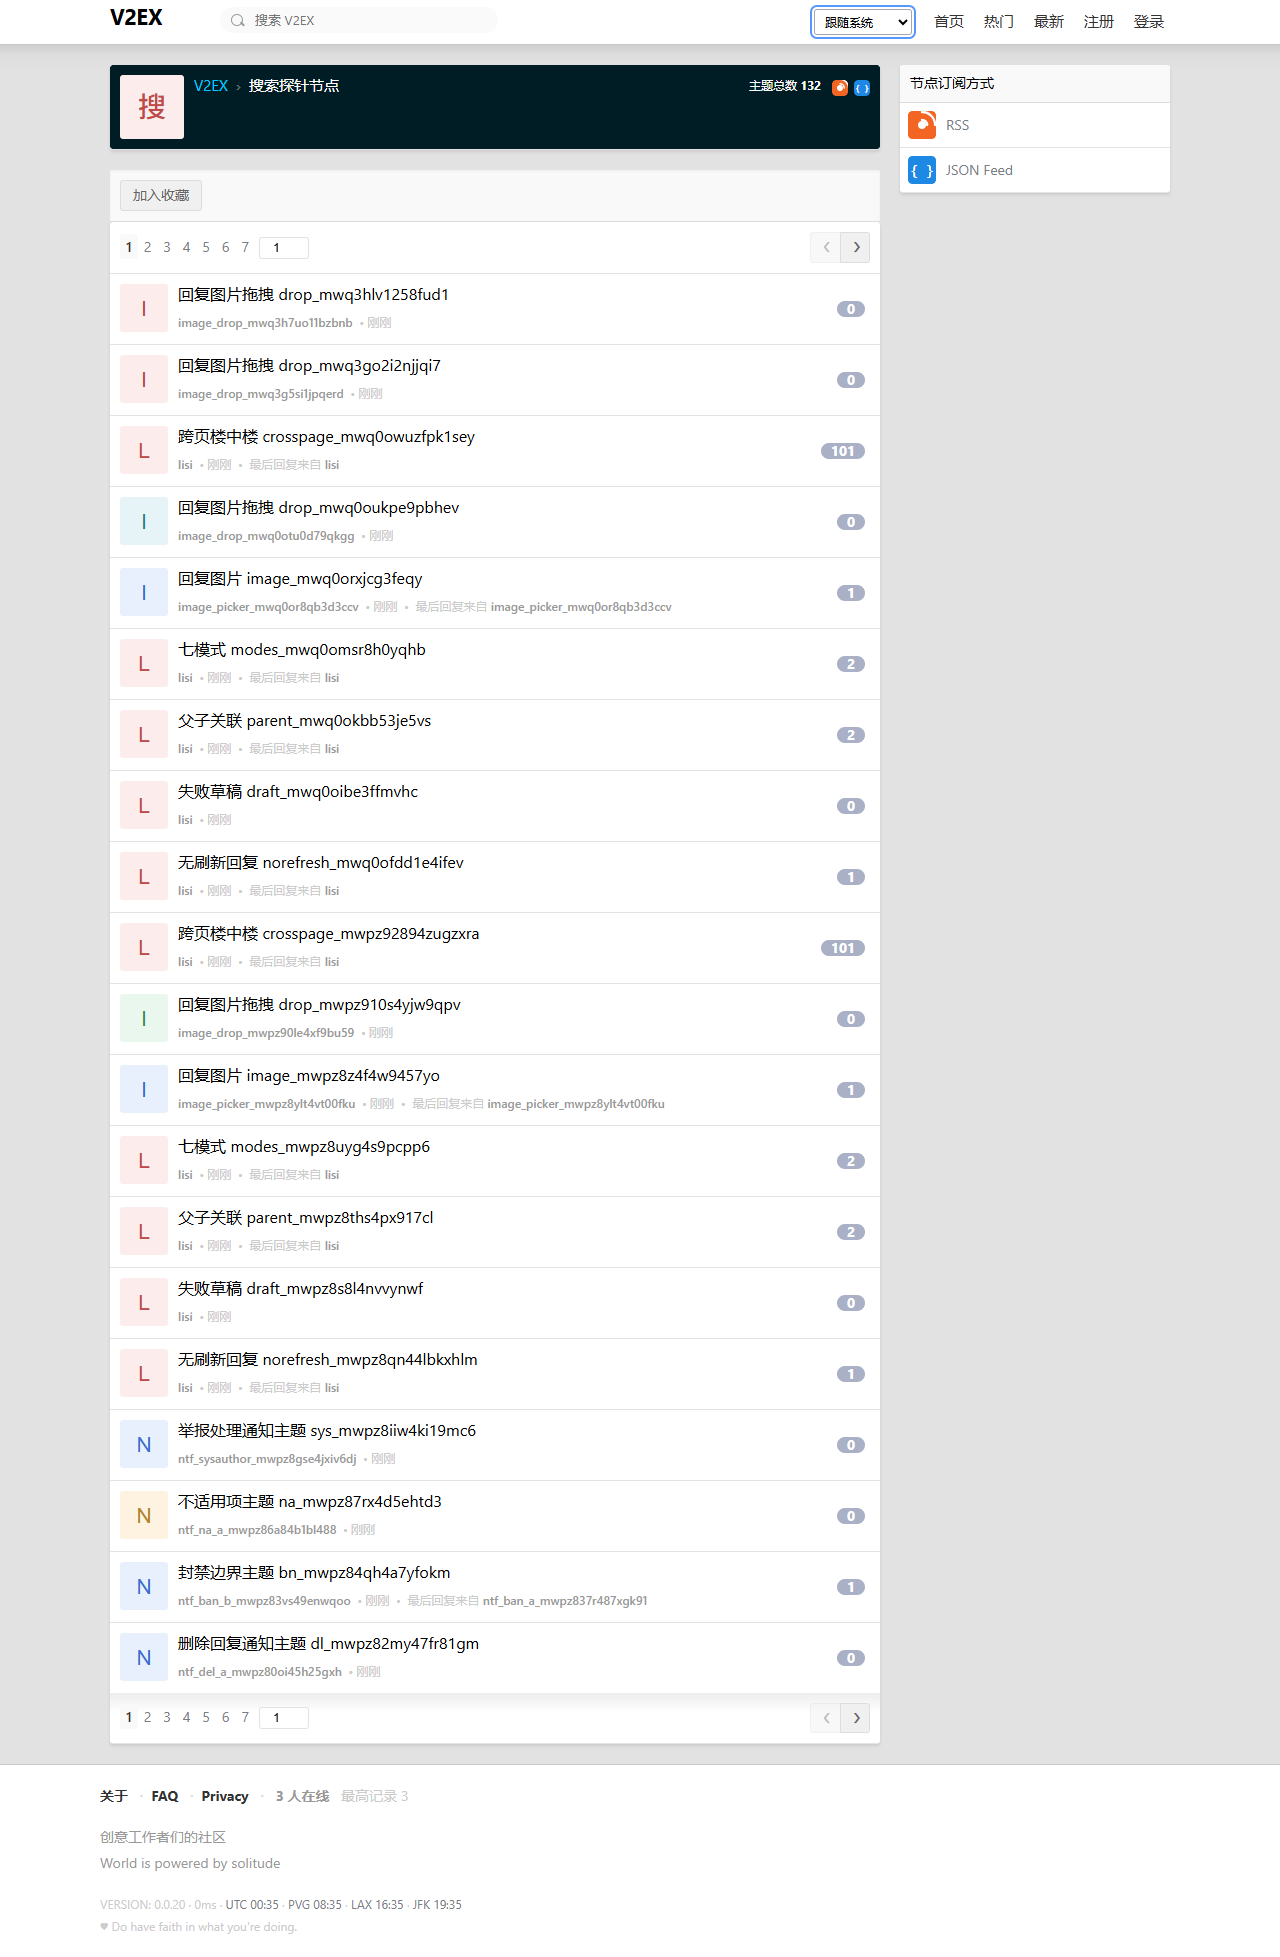 V2EX
搜索 V2EX
跟随系统
首页 热门 最新 注册 登录
搜
V2EX › 搜索探针节点
主题总数 132
节点订阅方式
RSS
{ } JSON Feed
加入收藏
1 2 3 4 5 6 7 1
I
回复图片拖拽 drop_mwq3hlv1258fud1
image_drop_mwq3h7uo11bzbnb • 刚刚
0
I
回复图片拖拽 drop_mwq3go2i2njjqi7
image_drop_mwq3g5si1jpqerd • 刚刚
0
L
跨页楼中楼 crosspage_mwq0owuzfpk1sey
lisi • 刚刚 • 最后回复来自 lisi
101
I
回复图片拖拽 drop_mwq0oukpe9pbhev
image_drop_mwq0otu0d79qkgg • 刚刚
0
I
回复图片 image_mwq0orxjcg3feqy
image_picker_mwq0or8qb3d3ccv • 刚刚 • 最后回复来自 image_picker_mwq0or8qb3d3ccv
1
L
七模式 modes_mwq0omsr8h0yqhb
lisi • 刚刚 • 最后回复来自 lisi
2
L
父子关联 parent_mwq0okbb53je5vs
lisi • 刚刚 • 最后回复来自 lisi
2
L
失败草稿 draft_mwq0oibe3ffmvhc
lisi • 刚刚
0
L
无刷新回复 norefresh_mwq0ofdd1e4ifev
lisi • 刚刚 • 最后回复来自 lisi
1
L
跨页楼中楼 crosspage_mwpz92894zugzxra
lisi • 刚刚 • 最后回复来自 lisi
101
I
回复图片拖拽 drop_mwpz910s4yjw9qpv
image_drop_mwpz90le4xf9bu59 • 刚刚
0
I
回复图片 image_mwpz8z4f4w9457yo
image_picker_mwpz8ylt4vt00fku • 刚刚 • 最后回复来自 image_picker_mwpz8ylt4vt00fku
1
L
七模式 modes_mwpz8uyg4s9pcpp6
lisi • 刚刚 • 最后回复来自 lisi
2
L
父子关联 parent_mwpz8ths4px917cl
lisi • 刚刚 • 最后回复来自 lisi
2
L
失败草稿 draft_mwpz8s8l4nvvynwf
lisi • 刚刚
0
L
无刷新回复 norefresh_mwpz8qn44lbkxhlm
lisi • 刚刚 • 最后回复来自 lisi
1
N
举报处理通知主题 sys_mwpz8iiw4ki19mc6
ntf_sysauthor_mwpz8gse4jxiv6dj • 刚刚
0
N
不适用项主题 na_mwpz87rx4d5ehtd3
ntf_na_a_mwpz86a84b1bl488 • 刚刚
0
N
封禁边界主题 bn_mwpz84qh4a7yfokm
ntf_ban_b_mwpz83vs49enwqoo • 刚刚 • 最后回复来自 ntf_ban_a_mwpz837r487xgk91
1
N
删除回复通知主题 dl_mwpz82my47fr81gm
ntf_del_a_mwpz80oi45h25gxh • 刚刚
0
1 2 3 4 5 6 7 1
关于 · FAQ · Privacy · 3 人在线 最高记录 3
创意工作者们的社区
World is powered by solitude
VERSION: 0.0.20 · 0ms · UTC 00:35 · PVG 08:35 · LAX 16:35 · JFK 19:35
♥ Do have faith in what you're doing.